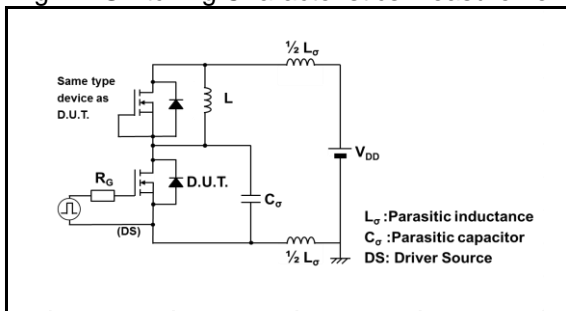 ½ Lσ
Same type
device as
D.U.T.
L
VDD
RG
D.U.T.
Cσ
(DS)
½ Lσ
Lσ :Parasitic inductance
Cσ :Parasitic capacitor
DS: Driver Source